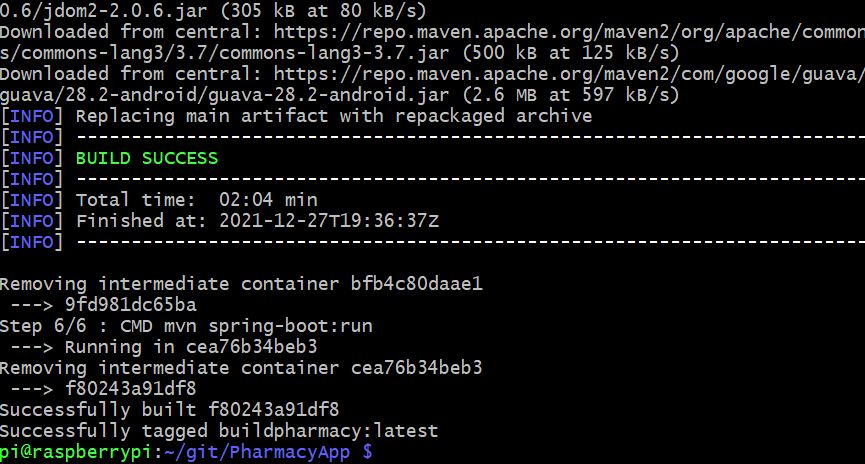 0.6/jdom2-2.0.6.jar (305 kB at 80 kB/s)
Downloaded from central: https://repo.maven.apache.org/maven2/org/apache/common
s/commons-lang3/3.7/commons-lang3-3.7.jar (500 kB at 125 kB/s)
Downloaded from central: https://repo.maven.apache.org/maven2/com/google/guava/
guava/28.2-android/guava-28.2-android.jar (2.6 MB at 597 kB/s)
[INFO] Replacing main artifact with repackaged archive
[INFO] ------------------------------------------------------------------------
[INFO] BUILD SUCCESS
[INFO] ------------------------------------------------------------------------
[INFO] Total time:  02:04 min
[INFO] Finished at: 2021-12-27T19:36:37Z
[INFO] ------------------------------------------------------------------------
Removing intermediate container bfb4c80daae1
 ---> 9fd981dc65ba
Step 6/6 : CMD mvn spring-boot:run
 ---> Running in cea76b34beb3
Removing intermediate container cea76b34beb3
 ---> f80243a91df8
Successfully built f80243a91df8
Successfully tagged buildpharmacy:latest
pi@raspberrypi:~/git/PharmacyApp $